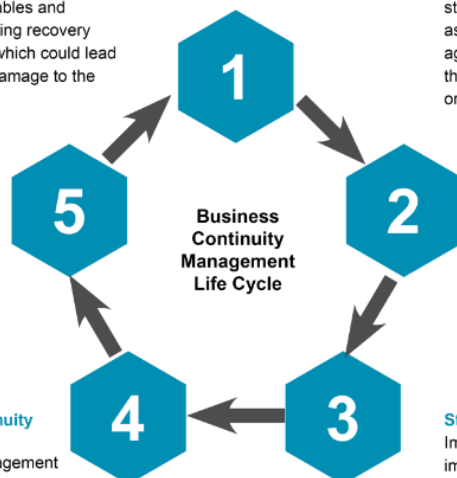 ables and
ing recovery
which could lead
amage to the
st
as
ag
th
or
1
5
2
Business
Continuity
Management
Life Cycle
4
3
nuity
agement
St
Im
im